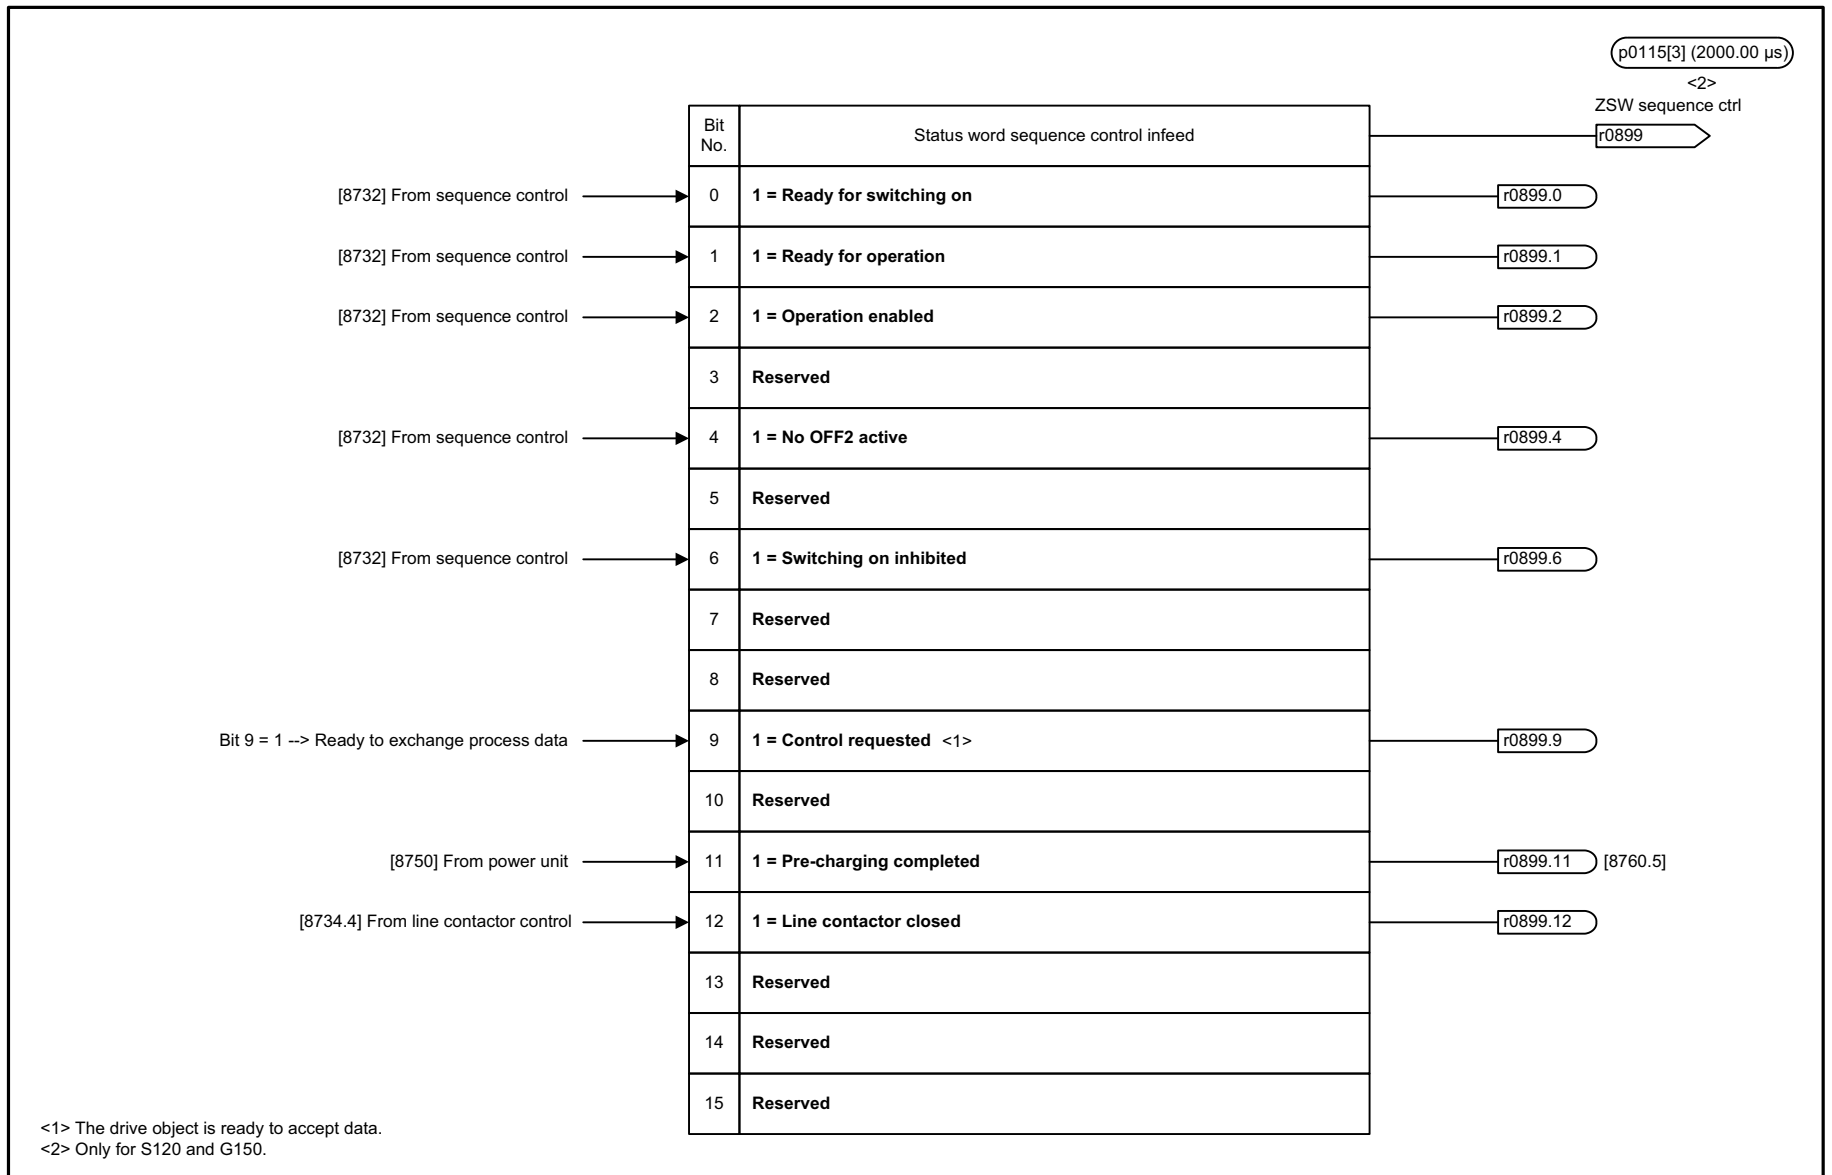 p0115[3] (2000.00 µs)
<2>
ZSW sequence ctrl
Bit
No.
Status word sequence control infeed
r0899
[8732] From sequence control
0
1 = Ready for switching on
r0899.0
[8732] From sequence control
1
1 = Ready for operation
r0899.1
[8732] From sequence control
2
1 = Operation enabled
r0899.2
3
Reserved
[8732] From sequence control
4
1 = No OFF2 active
r0899.4
5
Reserved
[8732] From sequence control
6
1 = Switching on inhibited
r0899.6
7
Reserved
8
Reserved
Bit 9 = 1 --> Ready to exchange process data
9
1 = Control requested <1>
r0899.9
10
Reserved
[8750] From power unit
11
1 = Pre-charging completed
r0899.11
[8760.5]
[8734.4] From line contactor control
12
1 = Line contactor closed
r0899.12
13
Reserved
14
Reserved
15
Reserved
<1> The drive object is ready to accept data.
<2> Only for S120 and G150.